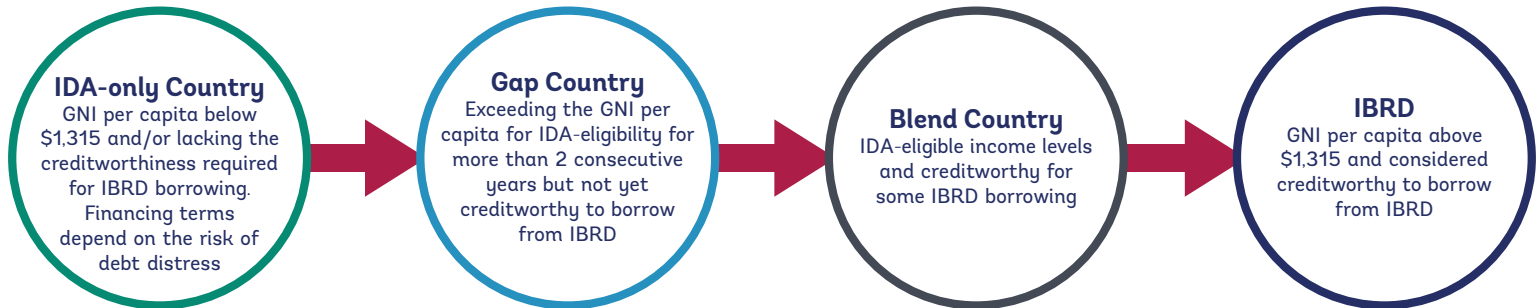 IDA-only Country
GNI per capita below
$1,315 and/or lacking the
creditworthiness required
for IBRD borrowing.
Financing terms
depend on the risk of
debt distress
Gap Country
Exceeding the GNI per
capita for IDA-eligibility for
more than 2 consecutive
years but not yet
creditworthy to borrow
from IBRD
Blend Country
IDA-eligible income levels
and creditworthy for
some IBRD borrowing
IBRD
GNI per capita above
$1,315 and considered
creditworthy to borrow
from IBRD